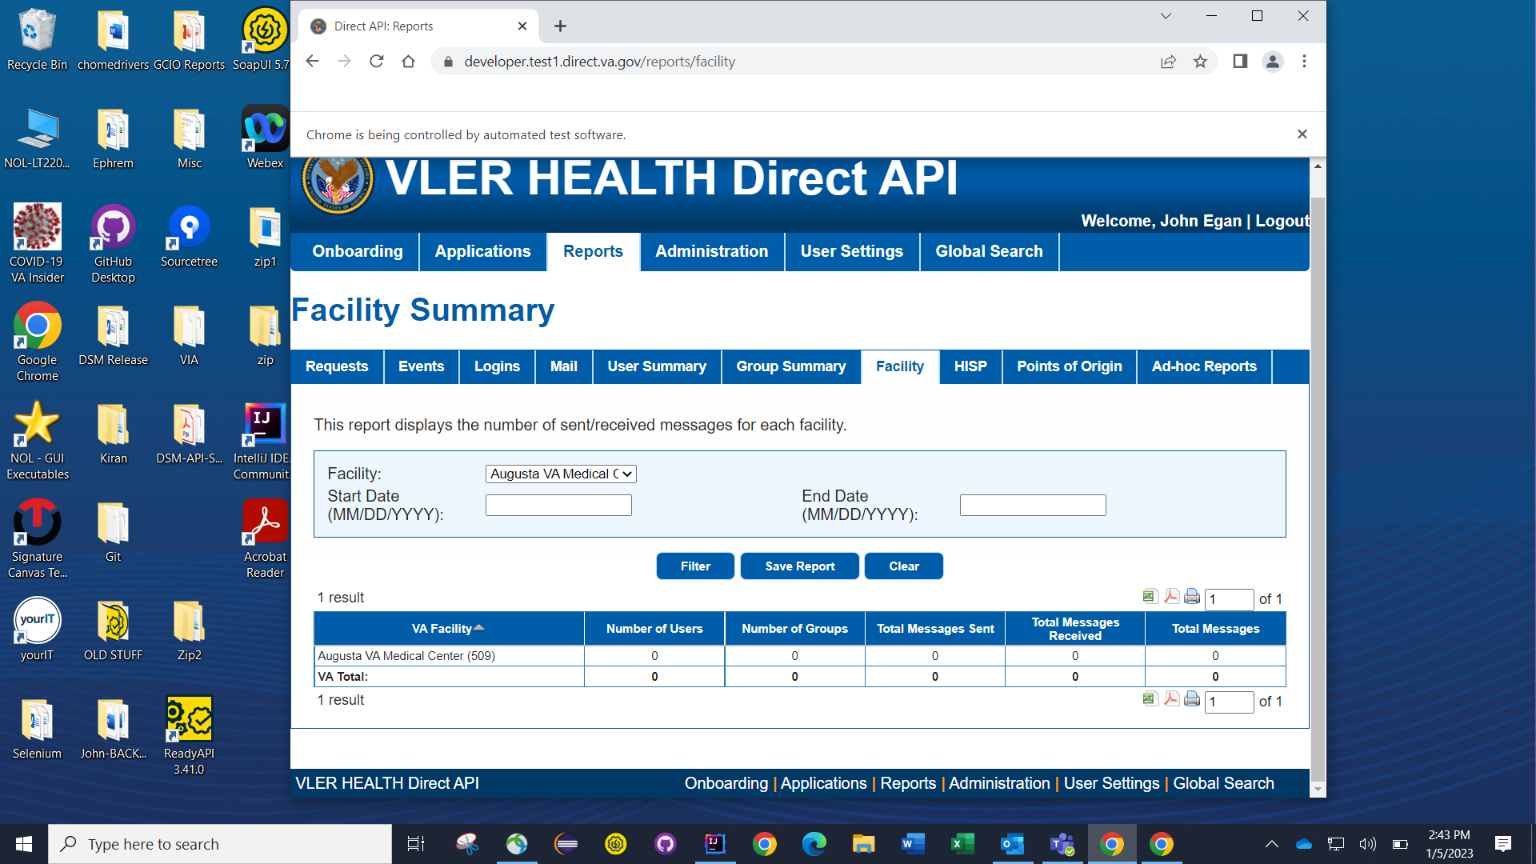 Direct API: Reports
developer.test1.direct.va.gov/reports/facility
Chrome is being controlled by automated test software.
VLER HEALTH Direct API
Welcome, John Egan | Logout
Onboarding Applications Reports Administration User Settings Global Search
Facility Summary
Requests Events Logins Mail User Summary Group Summary Facility HISP Points of Origin Ad-hoc Reports
This report displays the number of sent/received messages for each facility.
Facility: Augusta VA Medical C
Start Date
(MM/DD/YYYY):
End Date
(MM/DD/YYYY):
Filter Save Report Clear
1 result
1 of 1
VA Facility Number of Users Number of Groups Total Messages Sent Total Messages Received Total Messages
Augusta VA Medical Center (509) 0 0 0 0 0
VA Total: 0 0 0 0 0
1 result
1 of 1
VLER HEALTH Direct API
Onboarding | Applications | Reports | Administration | User Settings | Global Search
Recycle Bin chomedrivers GCIO Reports SoapUI 5.7
NOL-LT220... Ephrem Misc Webex
COVID-19
VA Insider
GitHub
Desktop
Sourcetree
zip1
Google
Chrome
DSM Release
VIA
zip
NOL - GUI
Executables
Kiran
DSM-API-S...
IJ
IntelliJ IDE
Communit
Signature
Canvas Te...
Git
Acrobat
Reader
yourIT
yourIT
OLD STUFF
Zip2
Selenium
John-BACK...
ReadyAPI
3.41.0
Type here to search
2:43 PM
1/5/2023